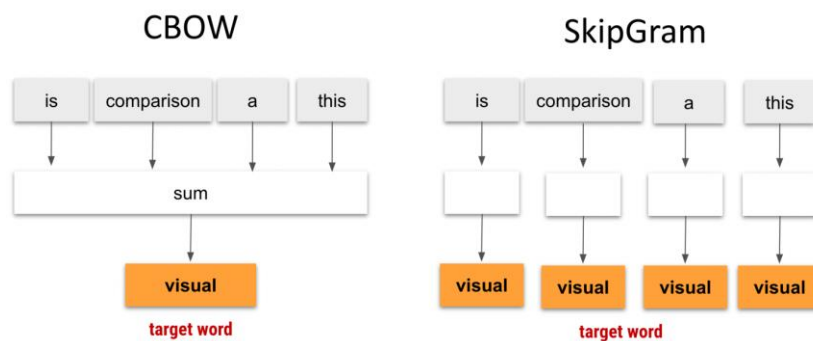 CBOW
is comparison a this
sum
visual
target word
SkipGram
is comparison a this
visual visual visual visual
target word